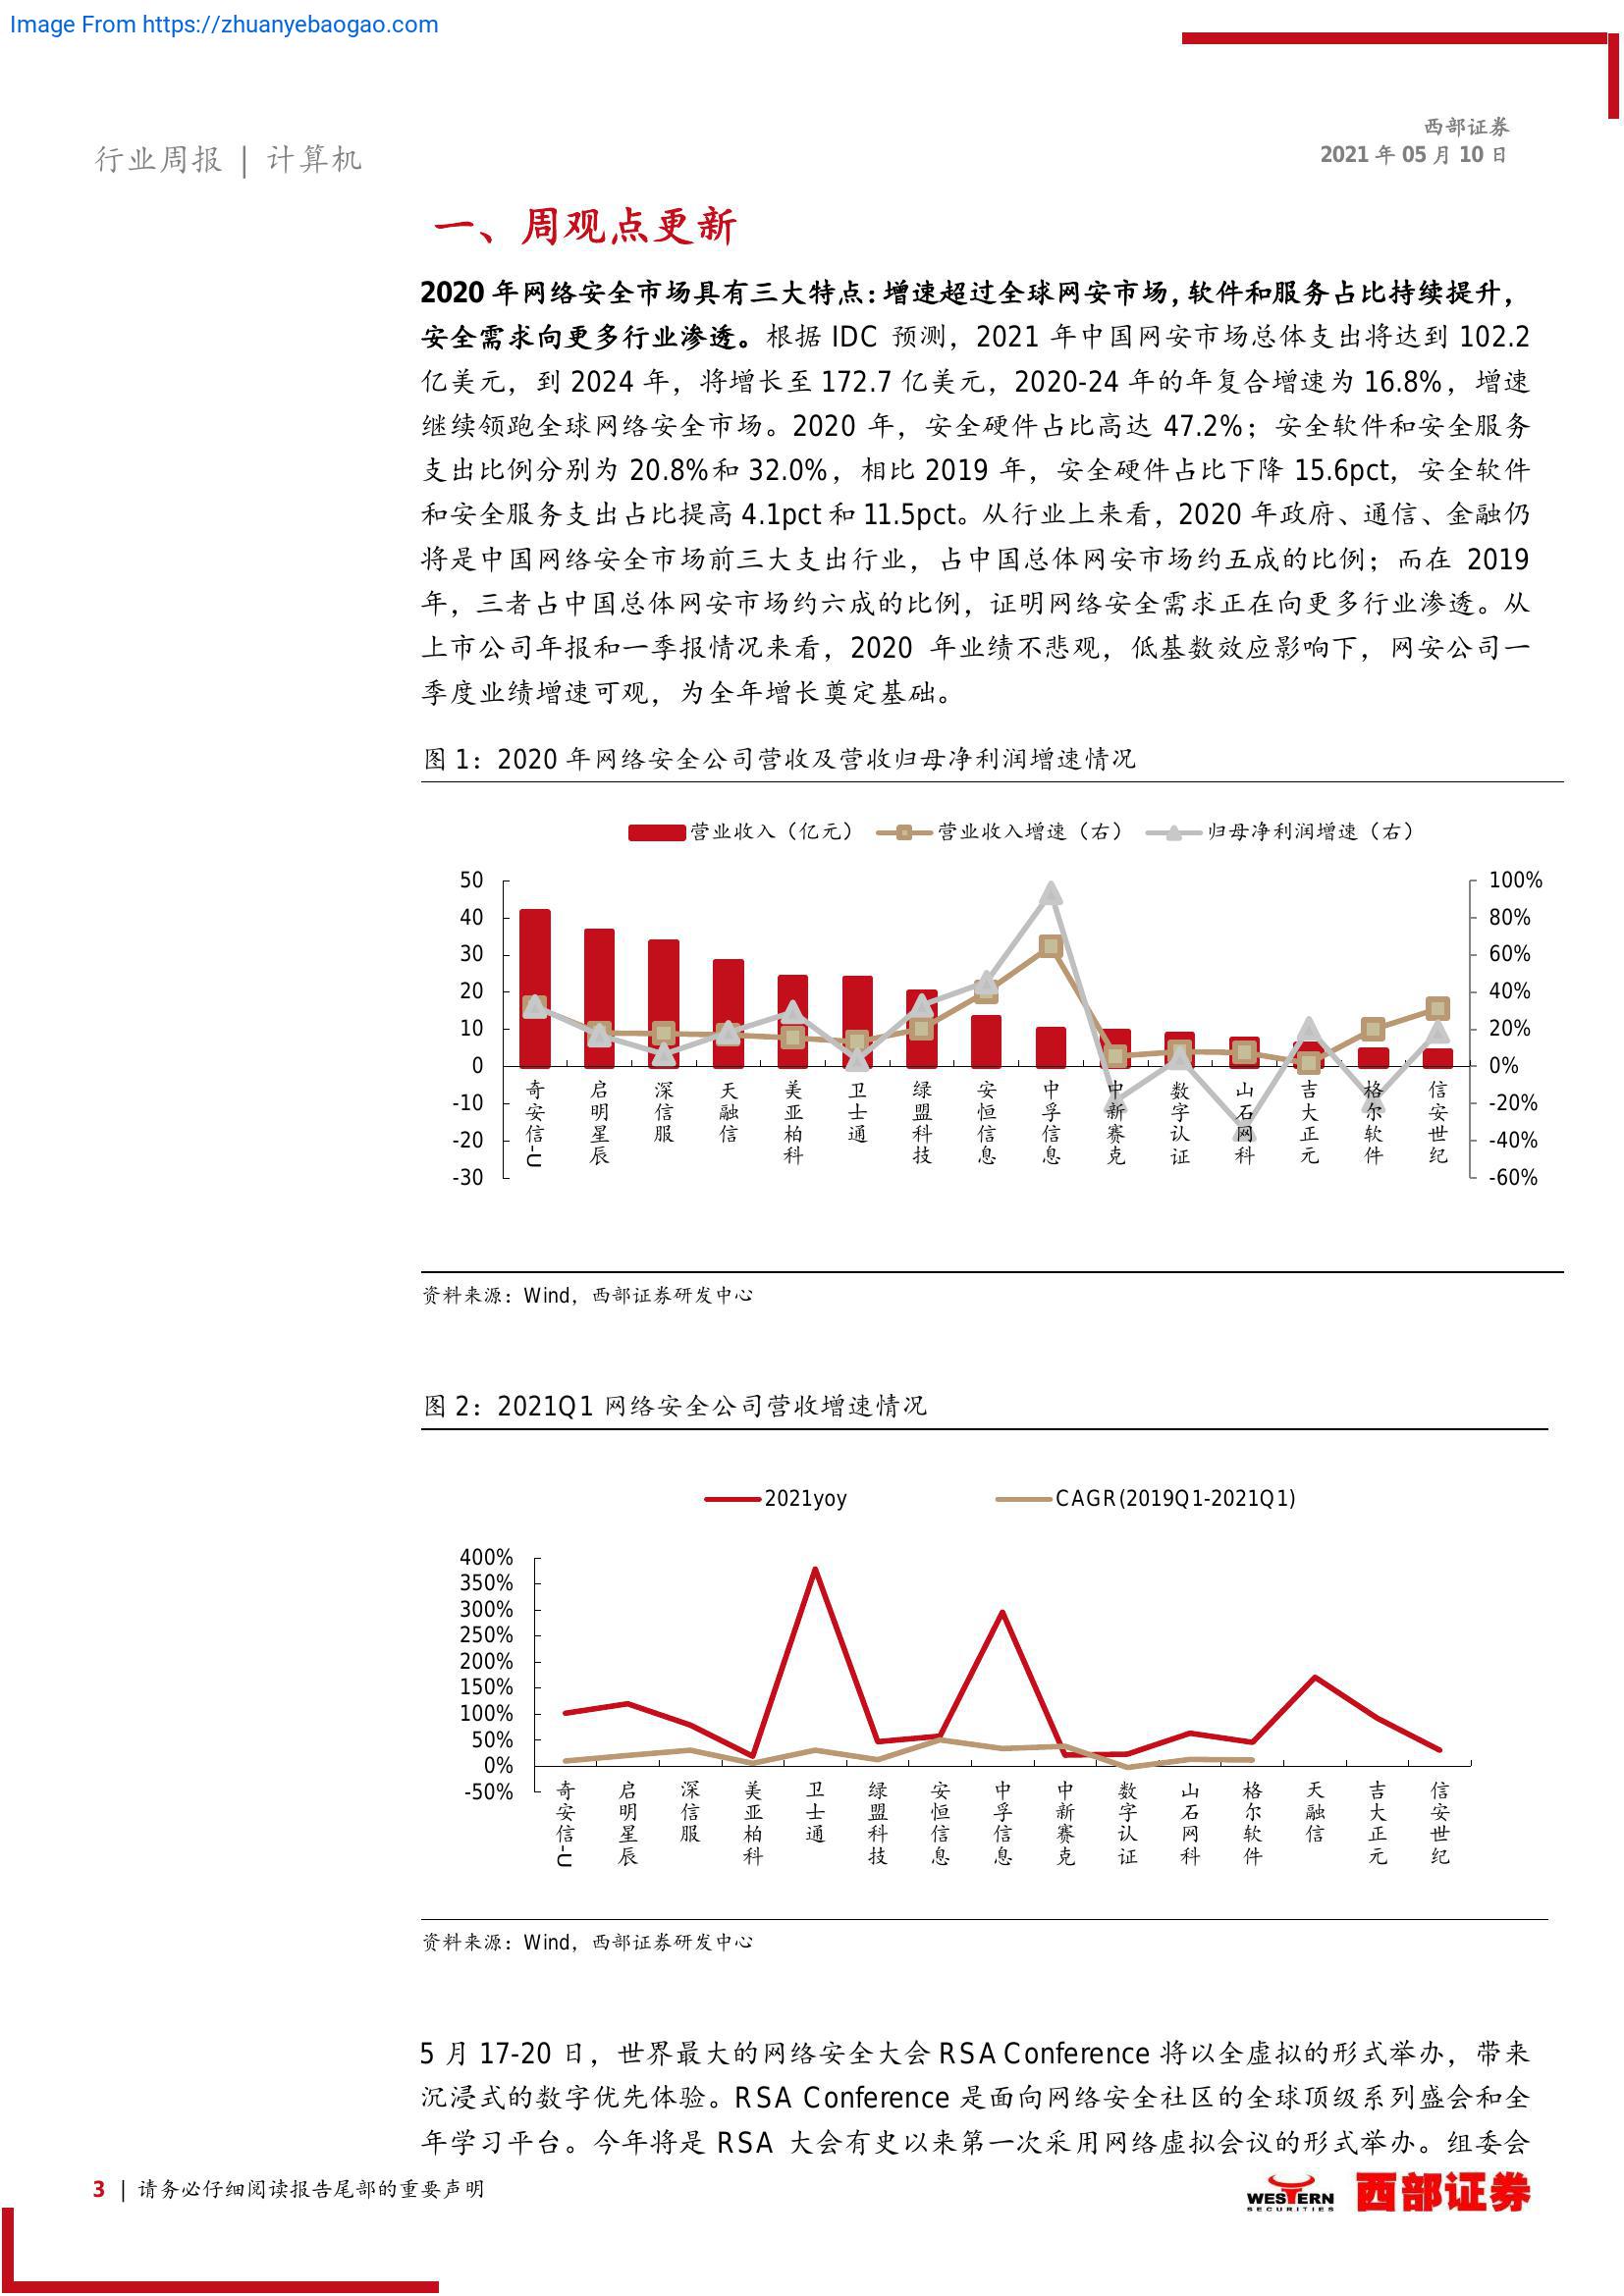 Image From https://zhuanyebaogao.com
西部证券
2021 年 05 月 10 日
行业周报 | 计算机
一、周观点更新
2020 年网络安全市场具有三大特点：增速超过全球网安市场，软件和服务占比持续提升，
安全需求向更多行业渗透。根据 IDC 预测，2021 年中国网安市场总体支出将达到 102.2
亿美元，到 2024 年，将增长至 172.7 亿美元，2020-24 年的年复合增速为 16.8%，增速
继续领跑全球网络安全市场。2020 年，安全硬件占比高达 47.2%；安全软件和安全服务
支出比例分别为 20.8%和 32.0%，相比 2019 年，安全硬件占比下降 15.6pct，安全软件
和安全服务支出占比提高 4.1pct 和 11.5pct。从行业上来看，2020 年政府、通信、金融仍
将是中国网络安全市场前三大支出行业，占中国总体网安市场约五成的比例；而在 2019
年，三者占中国总体网安市场约六成的比例，证明网络安全需求正在向更多行业渗透。从
上市公司年报和一季报情况来看，2020 年业绩不悲观，低基数效应影响下，网安公司一
季度业绩增速可观，为全年增长奠定基础。
图 1：2020 年网络安全公司营收及营收归母净利润增速情况
营业收入（亿元） 营业收入增速（右） 归母净利润增速（右）
50 100%
40 80%
30 60%
20 40%
10 20%
0 0%
-10 -20%
-20 -40%
-30 -60%
奇安信-U 启明星辰 深信服 天融信 美亚柏科 卫士通 绿盟科技 安恒信息 中孚信息 中新赛克 数字认证 山石网科 吉大正元 格尔软件 信安世纪
资料来源：Wind，西部证券研发中心
图 2：2021Q1 网络安全公司营收增速情况
2021yoy CAGR(2019Q1-2021Q1)
400%
350%
300%
250%
200%
150%
100%
50%
0%
-50%
奇安信-U 启明星辰 深信服 美亚柏科 卫士通 绿盟科技 安恒信息 中孚信息 中新赛克 数字认证 山石网科 格尔软件 天融信 吉大正元 信安世纪
资料来源：Wind，西部证券研发中心
5 月 17-20 日，世界最大的网络安全大会 RSA Conference 将以全虚拟的形式举办，带来
沉浸式的数字优先体验。RSA Conference 是面向网络安全社区的全球顶级系列盛会和全
年学习平台。今年将是 RSA 大会有史以来第一次采用网络虚拟会议的形式举办。组委会
3 | 请务必仔细阅读报告尾部的重要声明
WESTERN
SECURITIES
西部证券